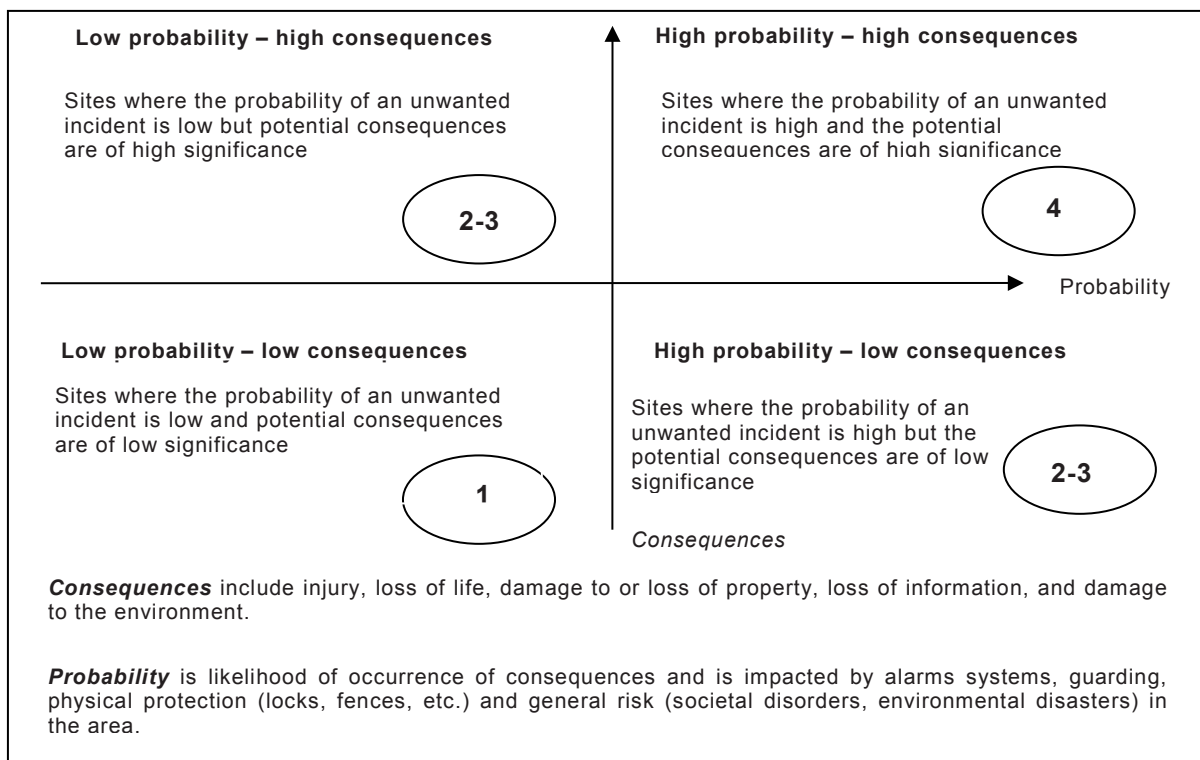 Low probability – high consequences
Sites where the probability of an unwanted
incident is low but potential consequences
are of high significance
2-3
High probability – high consequences
Sites where the probability of an unwanted
incident is high and the potential
consequences are of high significance
4
Probability
Low probability – low consequences
Sites where the probability of an unwanted
incident is low and potential consequences
are of low significance
1
High probability – low consequences
Sites where the probability of an
unwanted incident is high but the
potential consequences are of low
significance
2-3
Consequences
Consequences include injury, loss of life, damage to or loss of property, loss of information, and damage
to the environment.
Probability is likelihood of occurrence of consequences and is impacted by alarms systems, guarding,
physical protection (locks, fences, etc.) and general risk (societal disorders, environmental disasters) in
the area.